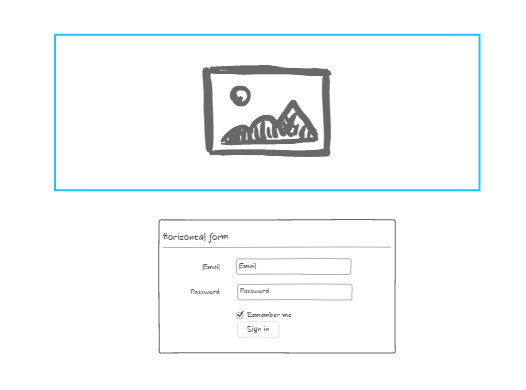 Horizontal form
Email Email
Password Password
Remember me
Sign in